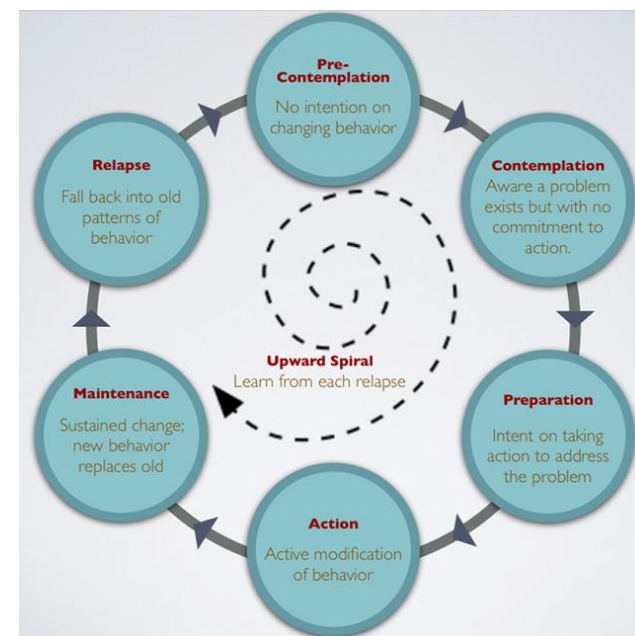 Pre-
Contemplation
No intention on
changing behavior
Contemplation
Aware a problem
exists but with no
commitment to
action.
Preparation
Intent on taking
action to address
the problem
Action
Active modification
of behavior
Maintenance
Sustained change;
new behavior
replaces old
Relapse
Fall back into old
patterns of
behavior
Upward Spiral
Learn from each relapse